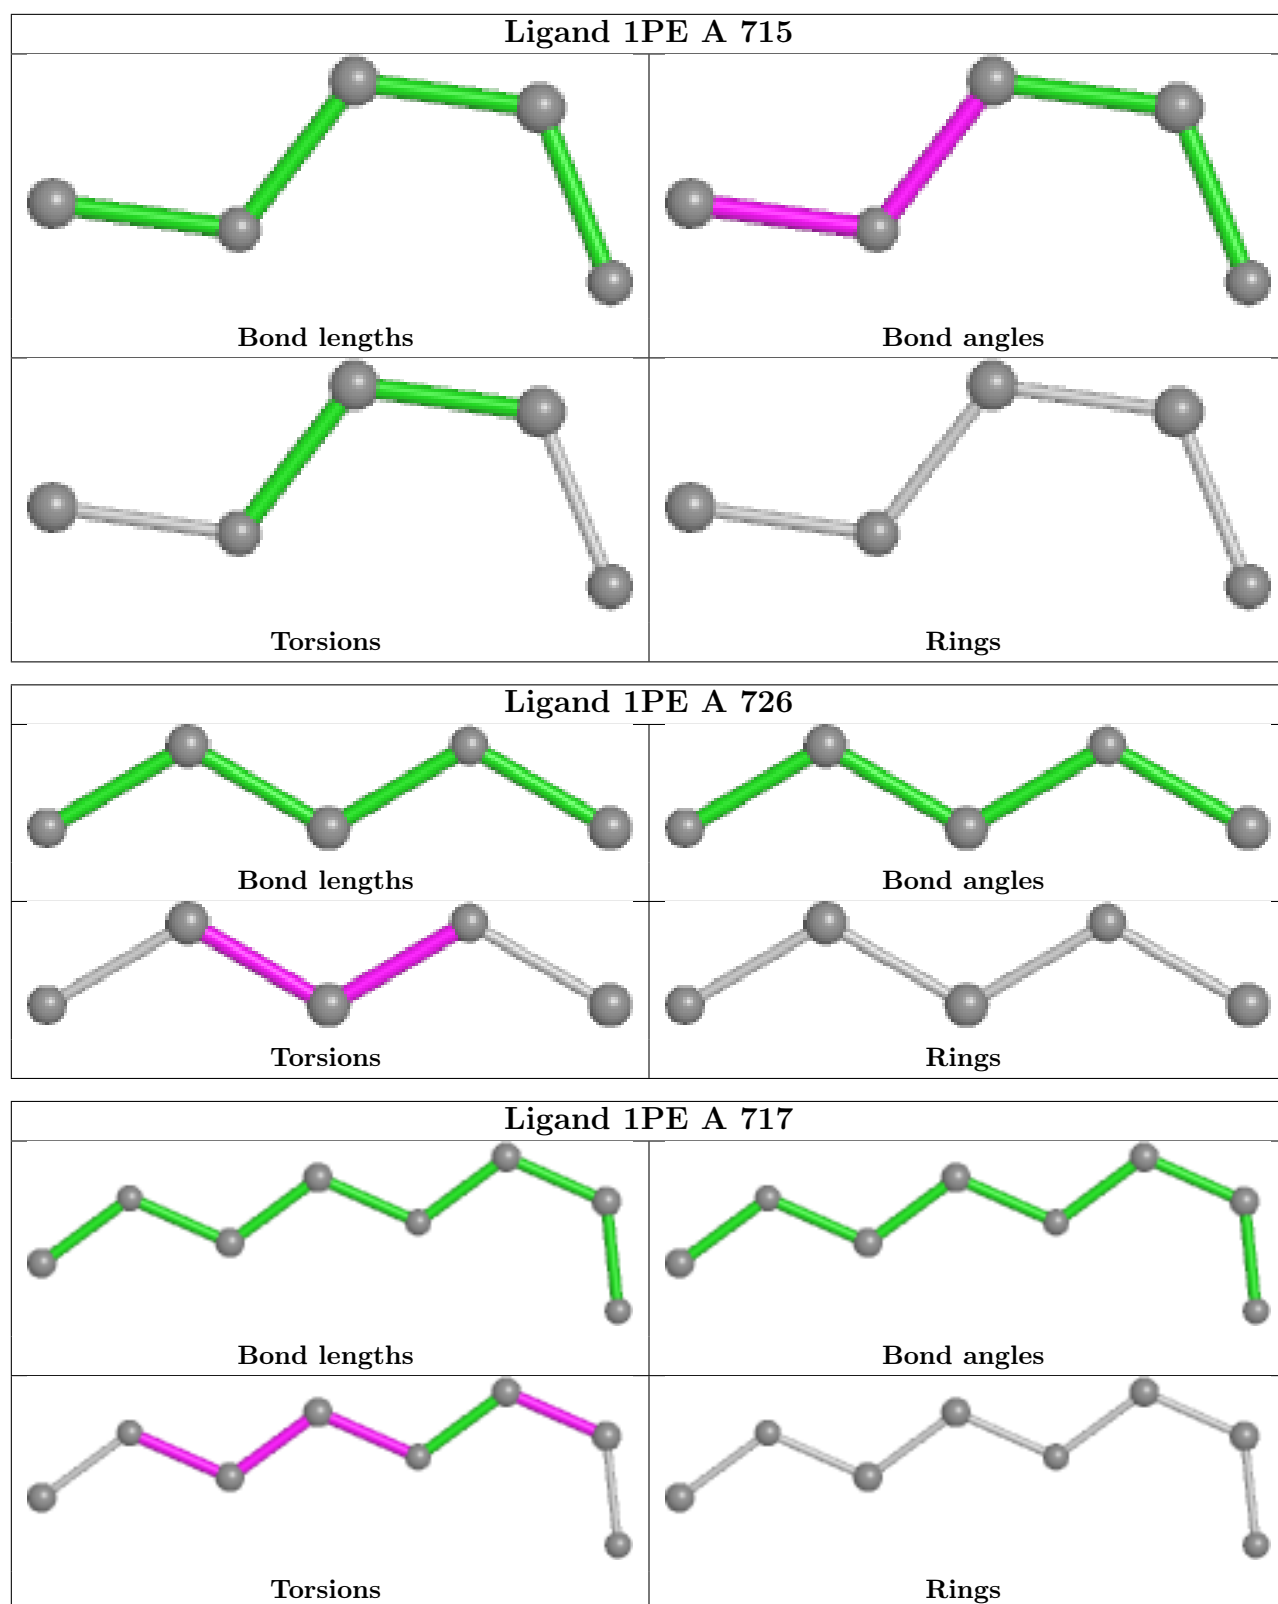 Ligand 1PE A 715
Bond lengths
Bond angles
Torsions
Rings
Ligand 1PE A 726
Bond lengths
Bond angles
Torsions
Rings
Ligand 1PE A 717
Bond lengths
Bond angles
Torsions
Rings